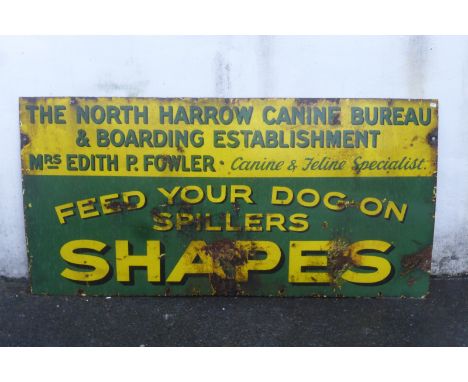 THE NORTH HARROW CANINE BUREAU
& BOARDING ESTABLISHMENT
MRS EDITH P. FOWLER · Canine & Feline Specialist.
FEED YOUR DOG ON
SPILLERS
SHAPES